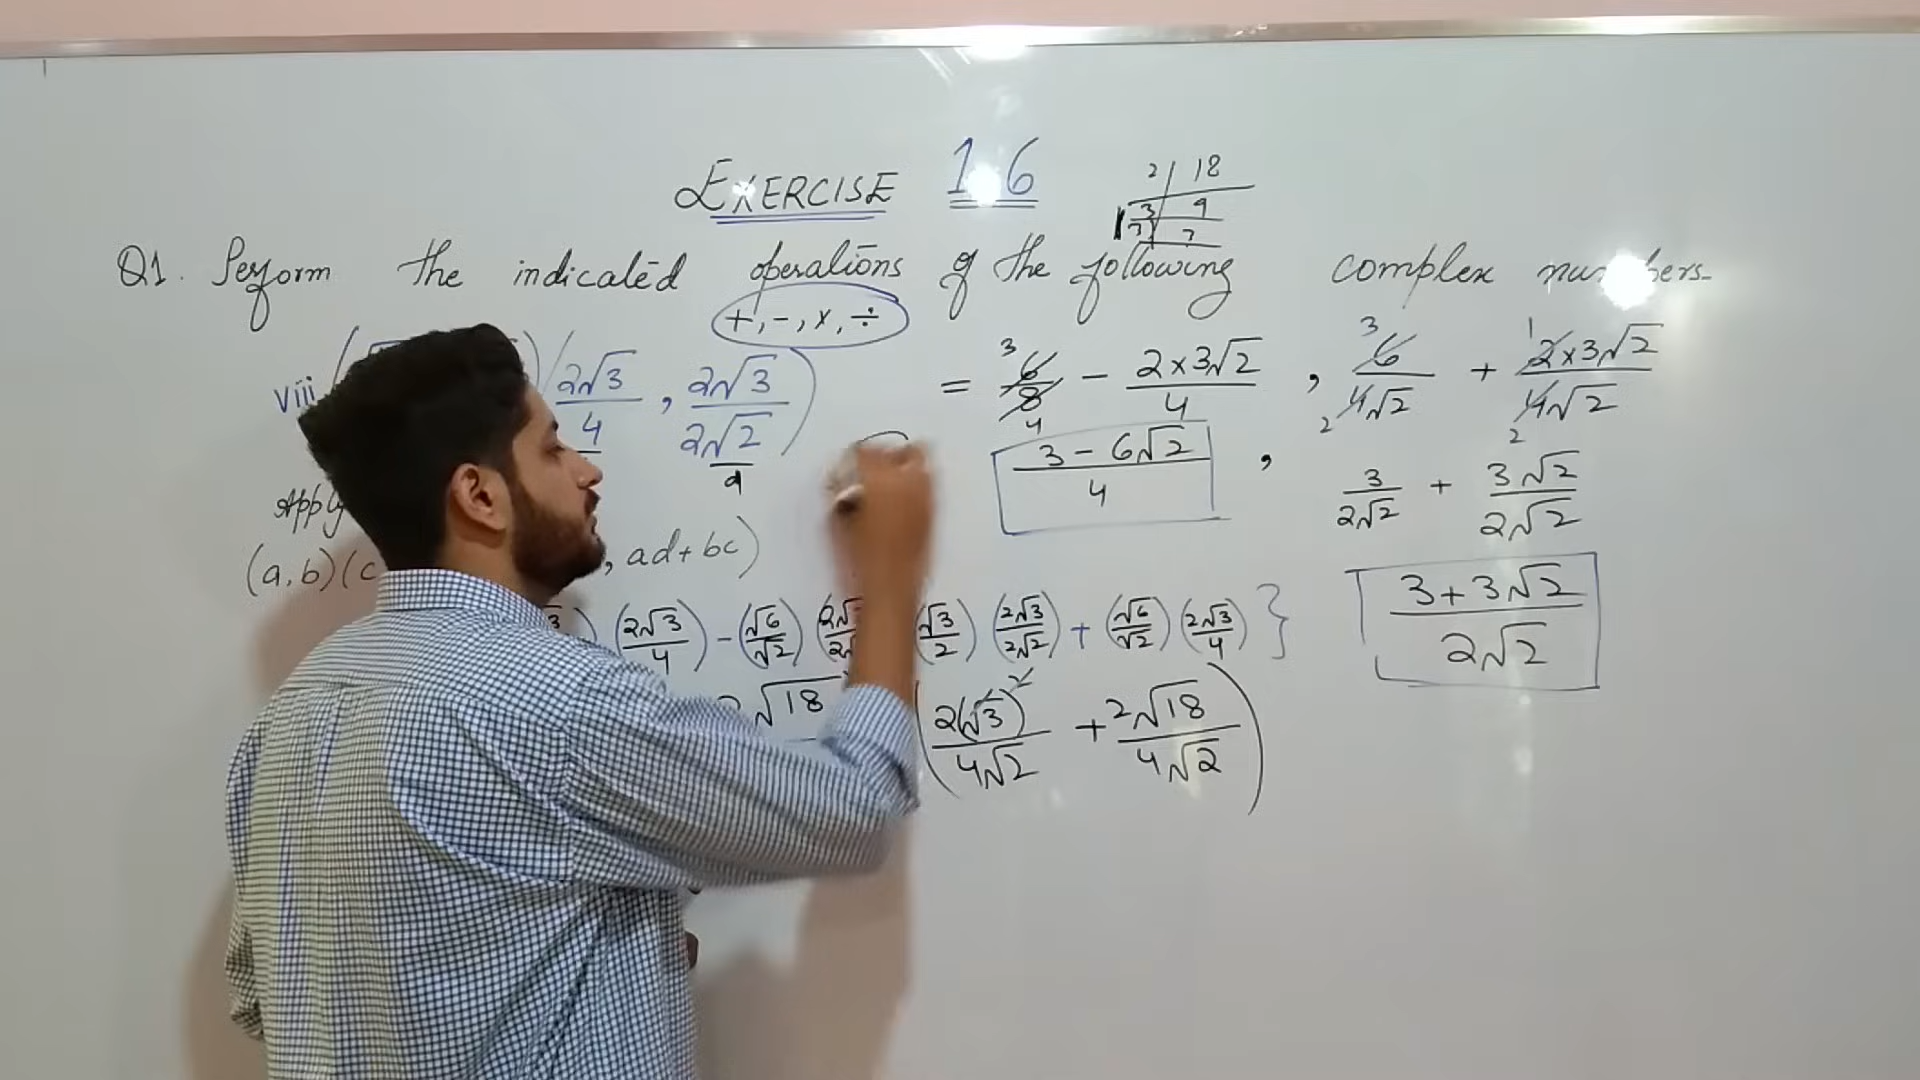 EXERCISE 1.6
2 | 18
3 | 9
3 | 3
Q1. Perform the indicated operations of the following complex numbers.
+, -, ×, ÷
viii ( ) (2√3/4 , 2√3/2√2)
= 6/8 - 2×3√2/4 , 6/4√2 + 2×3√2/4√2
3 - 6√2/4 , 3/2√2 + 3√2/2√2
Apply
(a,b)(c , ad+bc)
3+3√2/2√2
(2√3/4) - (√6/√2) (√3/2) (2√3/2√2) + (√6/√2) (2√3/4) }
√18 (2(√3)²/4√2 + 2√18/4√2)